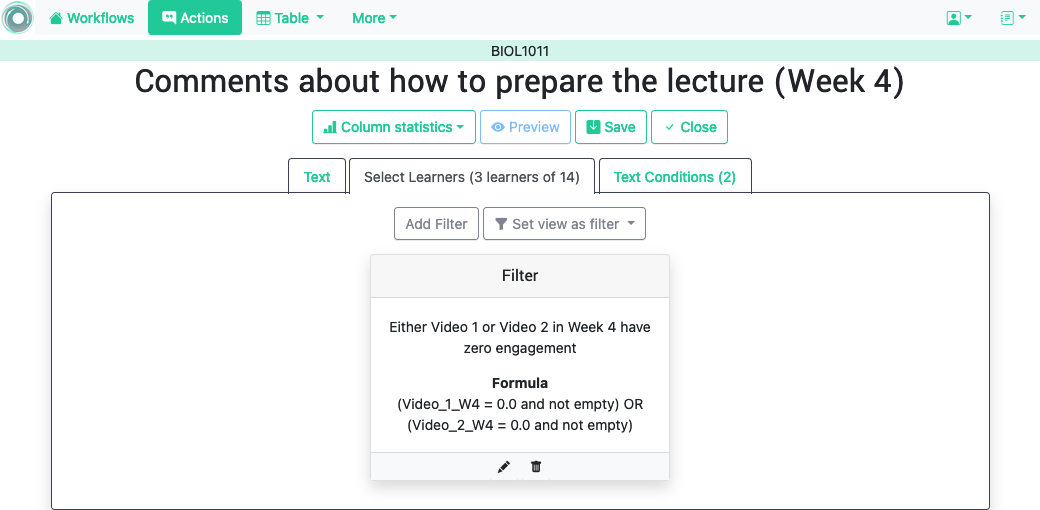 Workflows Actions Table More
BIOL1011
Comments about how to prepare the lecture (Week 4)
Column statistics Preview Save Close
Text Select Learners (3 learners of 14) Text Conditions (2)
Add Filter Set view as filter
Filter
Either Video 1 or Video 2 in Week 4 have
zero engagement
Formula
(Video_1_W4 = 0.0 and not empty) OR
(Video_2_W4 = 0.0 and not empty)